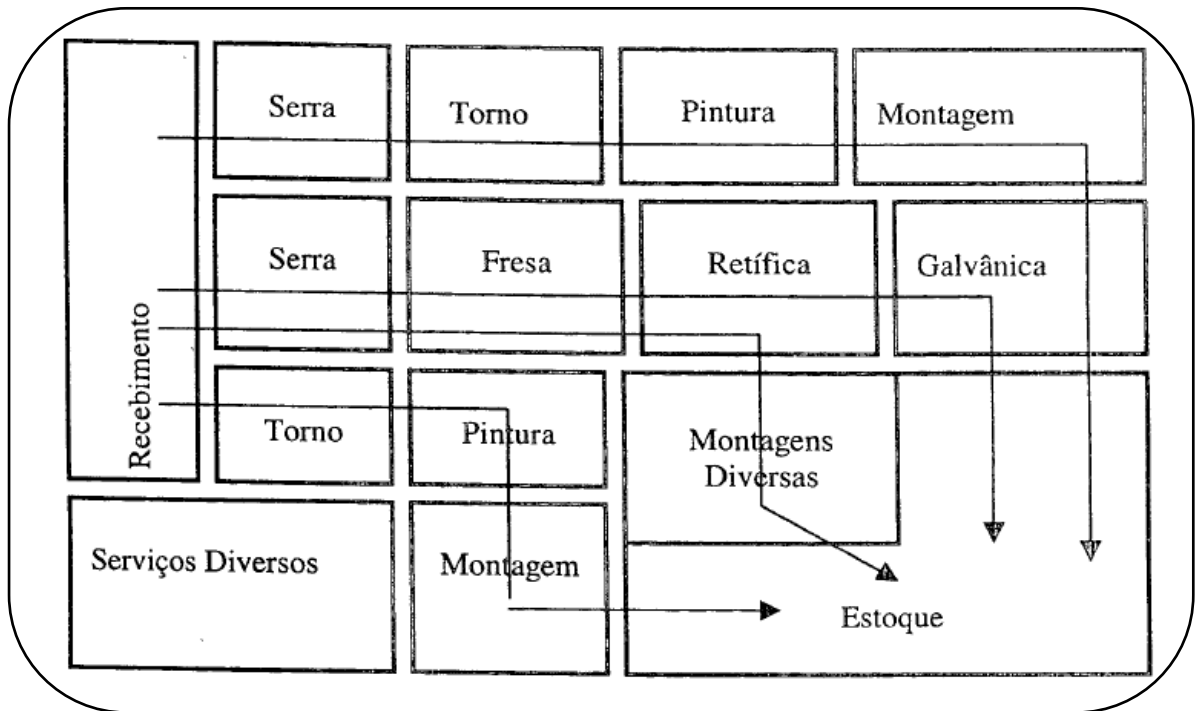 Serra
Torno
Pintura
Montagem
Serra
Fresa
Retífica
Galvânica
Recebimento
Torno
Pintura
Montagens
Diversas
Serviços Diversos
Montagem
Estoque